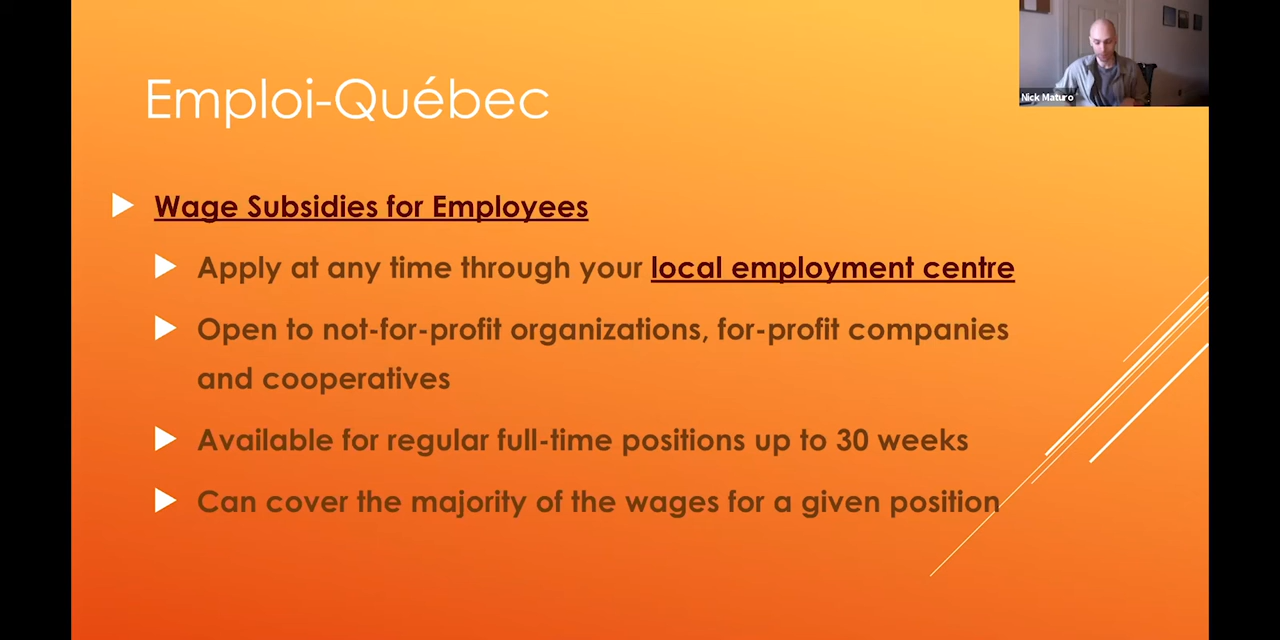 Emploi-Québec
Nick Maturo
Wage Subsidies for Employees
Apply at any time through your local employment centre
Open to not-for-profit organizations, for-profit companies
and cooperatives
Available for regular full-time positions up to 30 weeks
Can cover the majority of the wages for a given position